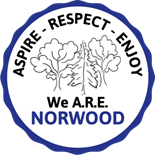 ASPIRE - RESPECT - ENJOY
We A.R.E.
NORWOOD